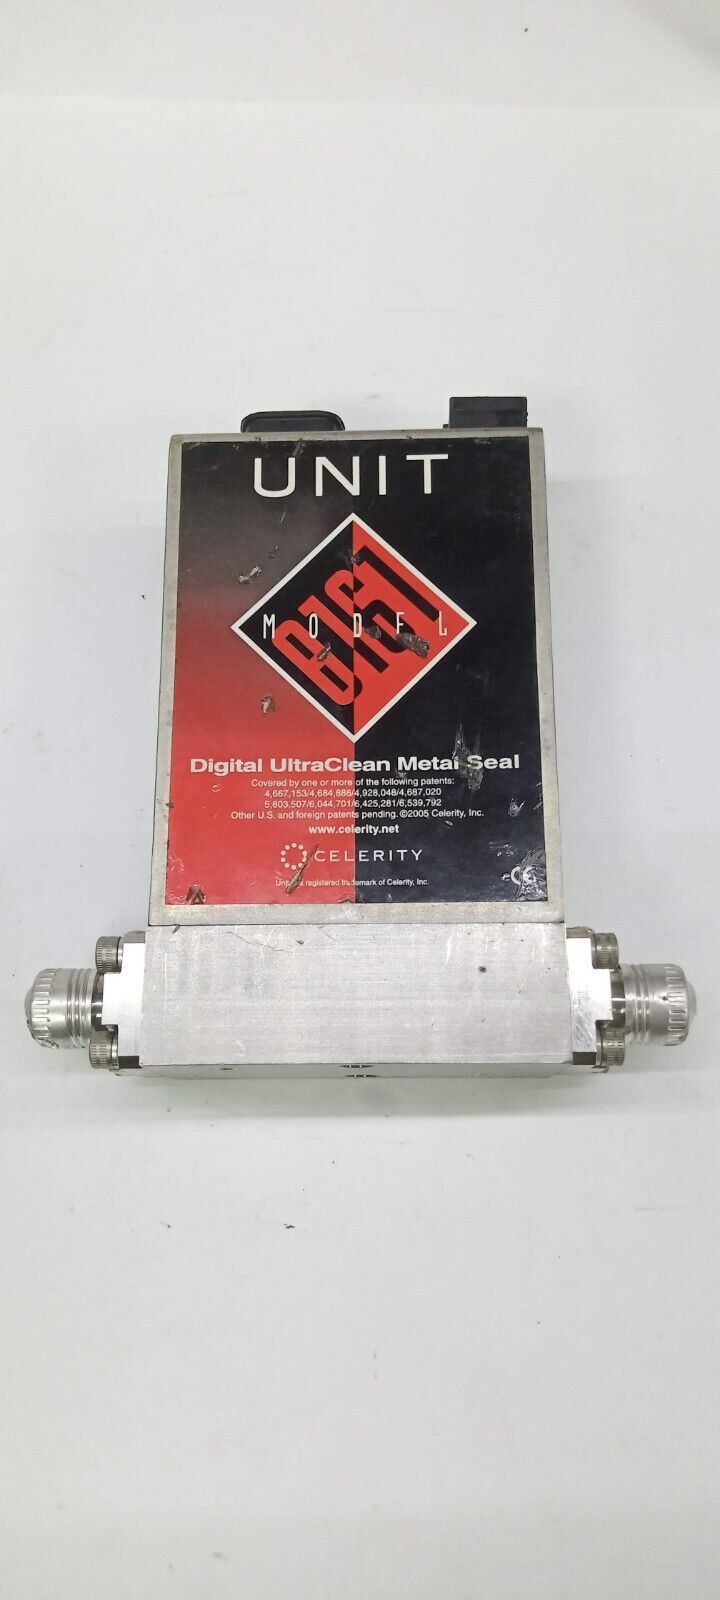 UNIT
MODEL
8161
Digital UltraClean Metal Seal
Covered by one or more of the following patents:
4,667,153/4,684,886/4,928,048/4,687,020
5,803,507/6,044,701/6,425,281/6,539,792
Other U.S. and foreign patents pending. ©2005 Celerity, Inc.
www.celerity.net
CELERITY
Unit is a registered trademark of Celerity, Inc.
CE